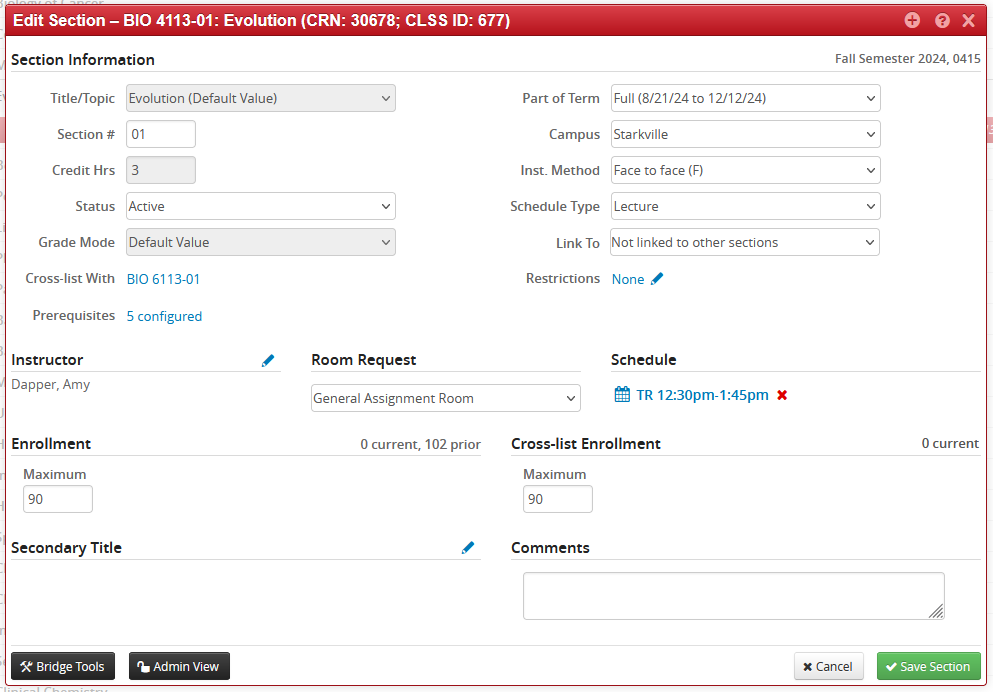 Edit Section – BIO 4113-01: Evolution (CRN: 30678; CLSS ID: 677)
Section Information
Fall Semester 2024, 0415
Title/Topic Evolution (Default Value)
Part of Term Full (8/21/24 to 12/12/24)
Section # 01
Campus Starkville
Credit Hrs 3
Inst. Method Face to face (F)
Status Active
Schedule Type Lecture
Grade Mode Default Value
Link To Not linked to other sections
Cross-list With BIO 6113-01
Restrictions None
Prerequisites 5 configured
Instructor
Room Request
Schedule
Dapper, Amy
General Assignment Room
TR 12:30pm-1:45pm
Enrollment 0 current, 102 prior
Cross-list Enrollment 0 current
Maximum
Maximum
90
90
Secondary Title
Comments
Bridge Tools
Admin View
Cancel
Save Section